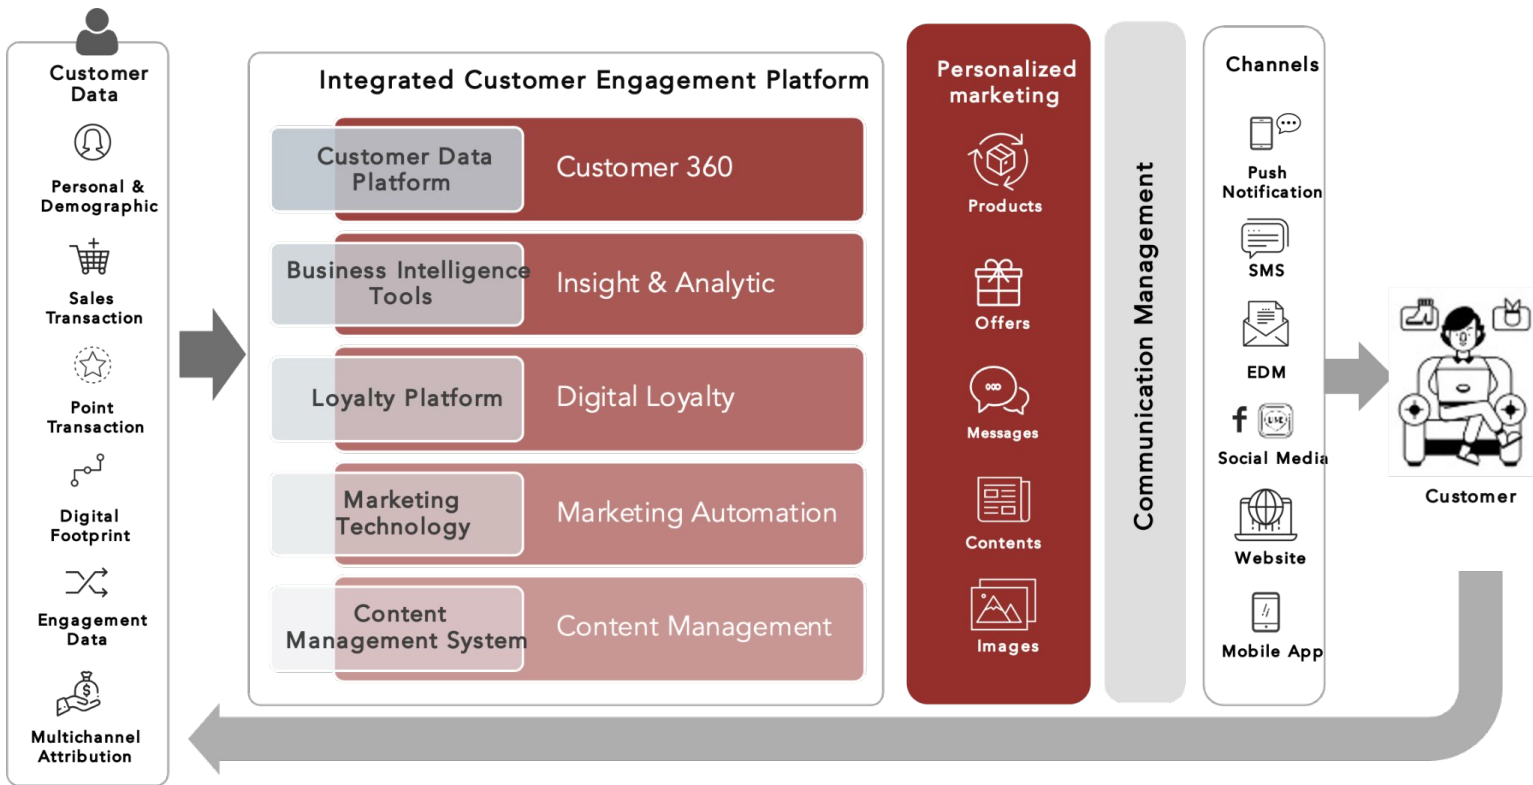 Customer
Data
Personal &
Demographic
Sales
Transaction
Point
Transaction
Digital
Footprint
Engagement
Data
Multichannel
Attribution
Integrated Customer Engagement Platform
Customer Data
Platform
Customer 360
Business Intelligence
Tools
Insight & Analytic
Loyalty Platform
Digital Loyalty
Marketing
Technology
Marketing Automation
Content
Management System
Content Management
Personalized
marketing
Products
Offers
Messages
Contents
Images
Communication Management
Channels
Push
Notification
SMS
EDM
f
LINE
Social Media
Website
Mobile App
Customer